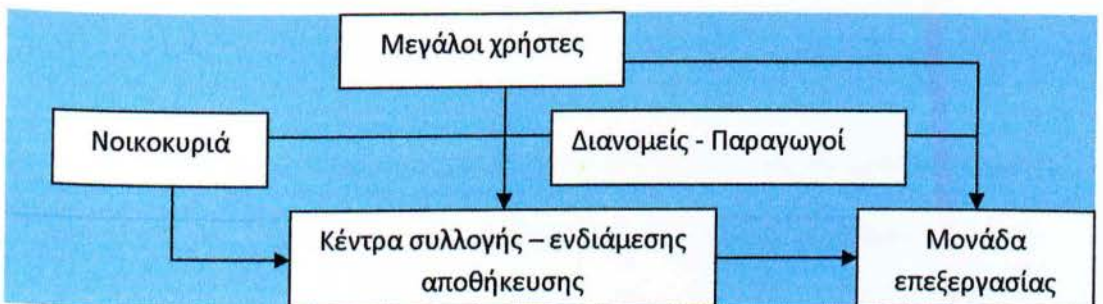 Μεγάλοι χρήστες
Νοικοκυριά
Διανομείς - Παραγωγοί
Κέντρα συλλογής – ενδιάμεσης
αποθήκευσης
Μονάδα
επεξεργασίας